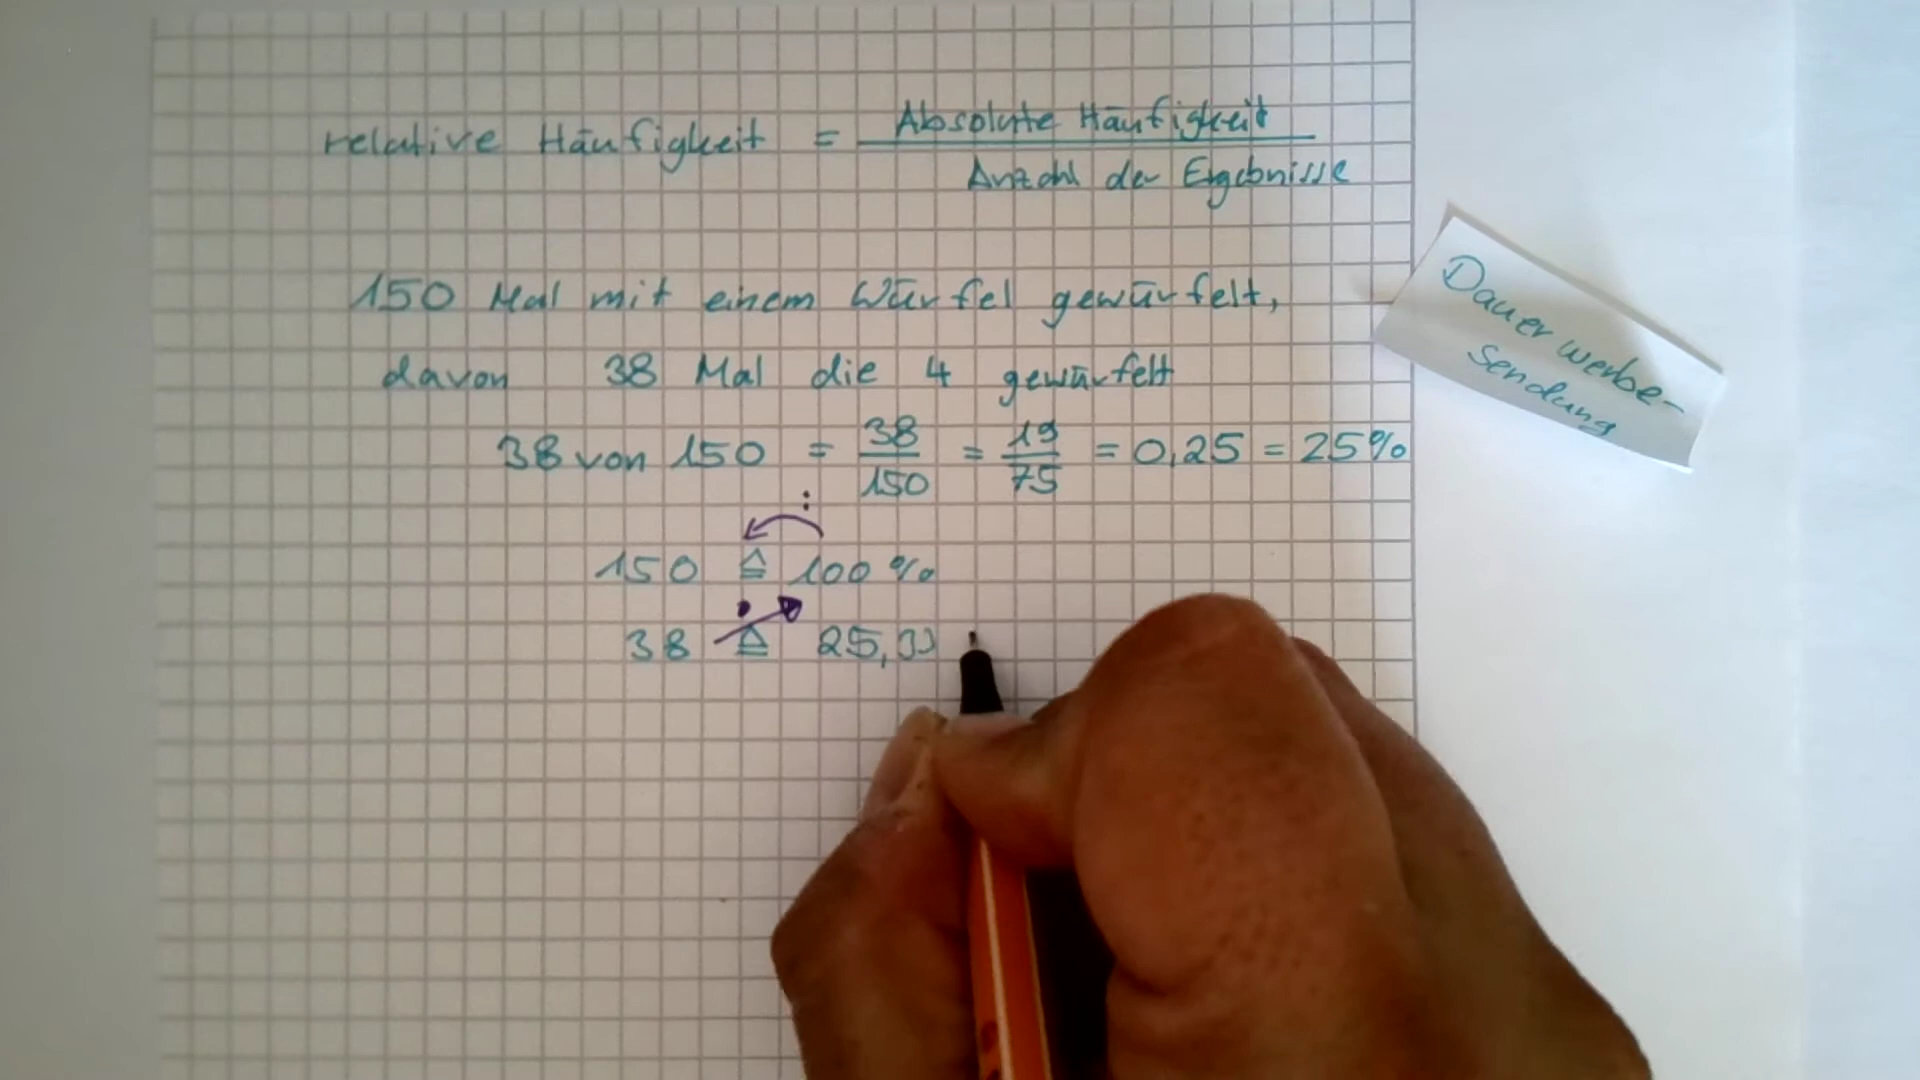 relative Häufigkeit = Absolute Häufigkeit / Anzahl der Ergebnisse
150 Mal mit einem Würfel gewürfelt,
davon 38 Mal die 4 gewürfelt
38 von 150 = 38/150 = 19/75 = 0,25 = 25%
:
150 ≙ 100 %
·
38 ≙ 25,33
Dauerwerbe-
sendung